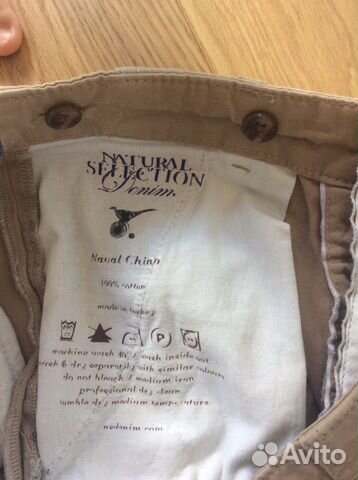 NATURAL
SELECTION
Denim
Naval Chino
100% cotton
made in turkey
P
machine wash 40° / wash inside out
wash & dry separately with similar colours
do not bleach / medium iron
professional dry clean
tumble dry medium temperature
nsdenim.com
Avito